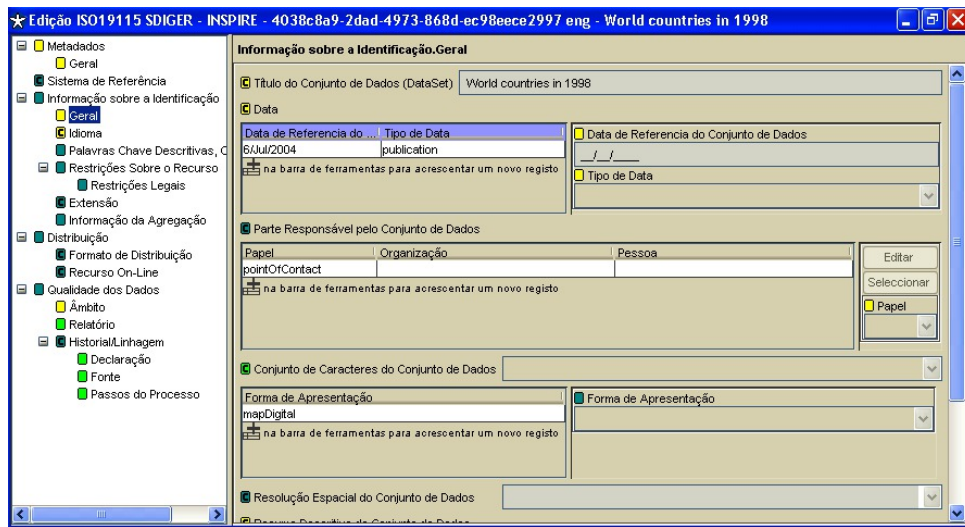 Edição ISO19115 SDIGER - INSPIRE - 4038c8a9-2dad-4973-868d-ec98eece2997 eng - World countries in 1998
Metadados
Geral
Sistema de Referência
Informação sobre a Identificação
Geral
Idioma
Palavras Chave Descritivas, C
Restrições Sobre o Recurso
Restrições Legais
Extensão
Informação da Agregação
Distribuição
Formato de Distribuição
Recurso On-Line
Qualidade dos Dados
Âmbito
Relatório
Historial/Linhagem
Declaração
Fonte
Passos do Processo
Informação sobre a Identificação.Geral
Título do Conjunto de Dados (DataSet) World countries in 1998
Data
Data de Referencia do ... Tipo de Data
6/Jul/2004 publication
na barra de ferramentas para acrescentar um novo registo
Data de Referencia do Conjunto de Dados
__/__/____
Tipo de Data
Parte Responsável pelo Conjunto de Dados
Papel Organização Pessoa
pointOfContact
na barra de ferramentas para acrescentar um novo registo
Editar
Seleccionar
Papel
Conjunto de Caracteres do Conjunto de Dados
Forma de Apresentação
mapDigital
na barra de ferramentas para acrescentar um novo registo
Forma de Apresentação
Resolução Espacial do Conjunto de Dados